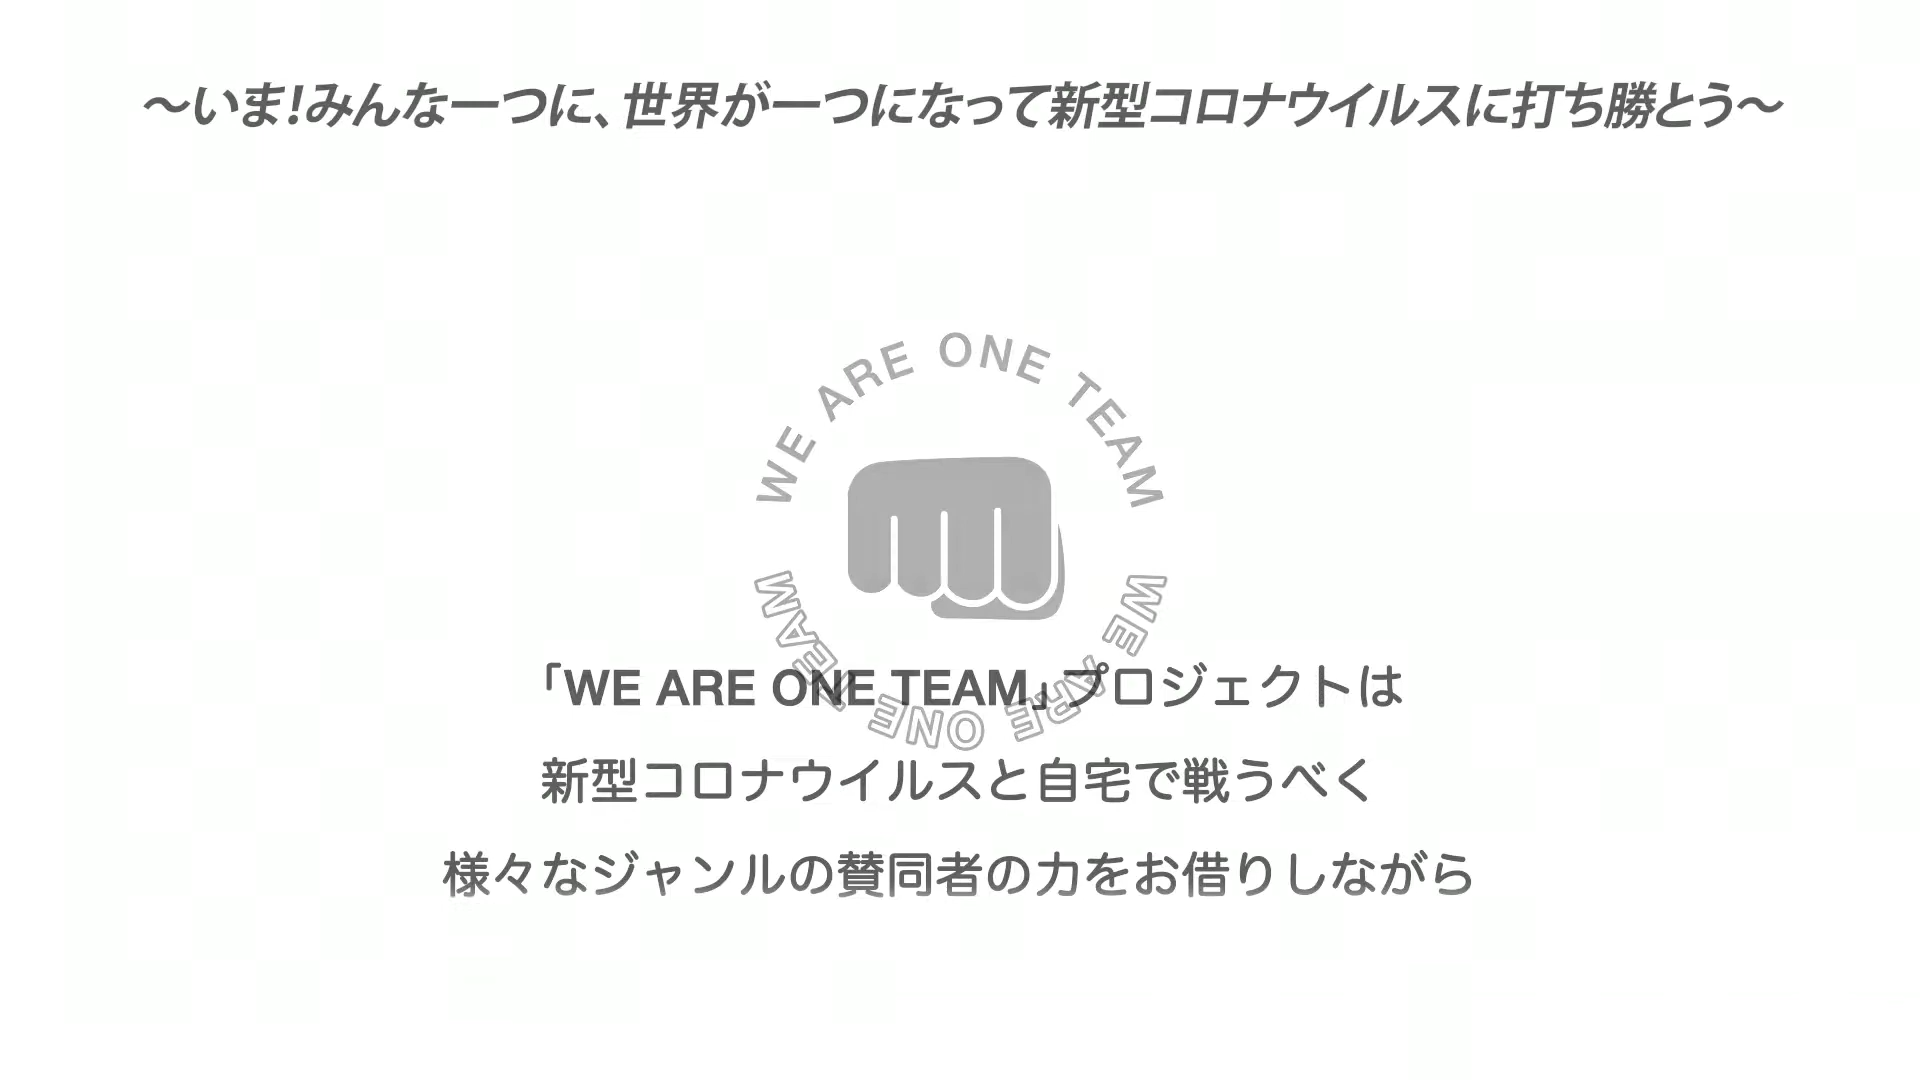 ～いま!みんな一つに、世界が一つになって新型コロナウイルスに打ち勝とう～
WE ARE ONE TEAM
WE ARE ONE TEAM
「WE ARE ONE TEAM」プロジェクトは
新型コロナウイルスと自宅で戦うべく
様々なジャンルの賛同者の力をお借りしながら